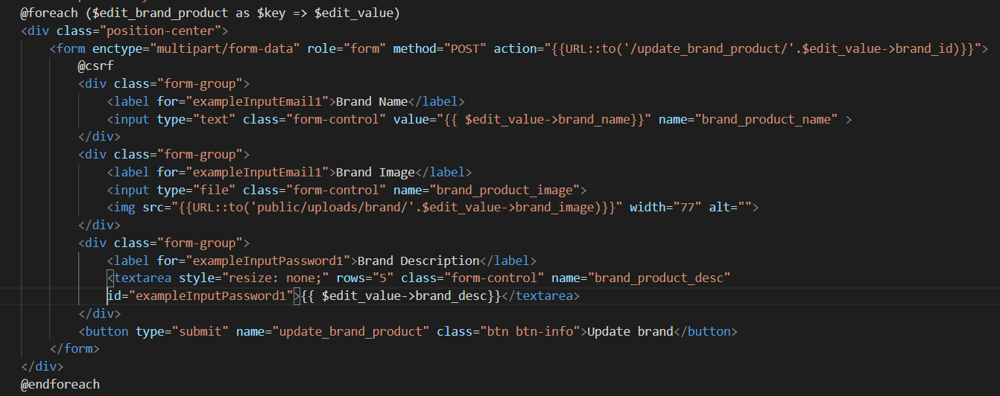 @foreach ($edit_brand_product as $key => $edit_value)
<div class="position-center">
<form enctype="multipart/form-data" role="form" method="POST" action="{{URL::to('/update_brand_product/'.$edit_value->brand_id)}}">
@csrf
<div class="form-group">
<label for="exampleInputEmail1">Brand Name</label>
<input type="text" class="form-control" value="{{ $edit_value->brand_name}}" name="brand_product_name" >
</div>
<div class="form-group">
<label for="exampleInputEmail1">Brand Image</label>
<input type="file" class="form-control" name="brand_product_image">
<img src="{{URL::to('public/uploads/brand/'.$edit_value->brand_image)}}" width="77" alt="">
</div>
<div class="form-group">
<label for="exampleInputPassword1">Brand Description</label>
<textarea style="resize: none;" rows="5" class="form-control" name="brand_product_desc"
id="exampleInputPassword1">{{ $edit_value->brand_desc}}</textarea>
</div>
<button type="submit" name="update_brand_product" class="btn btn-info">Update brand</button>
</form>
</div>
@endforeach